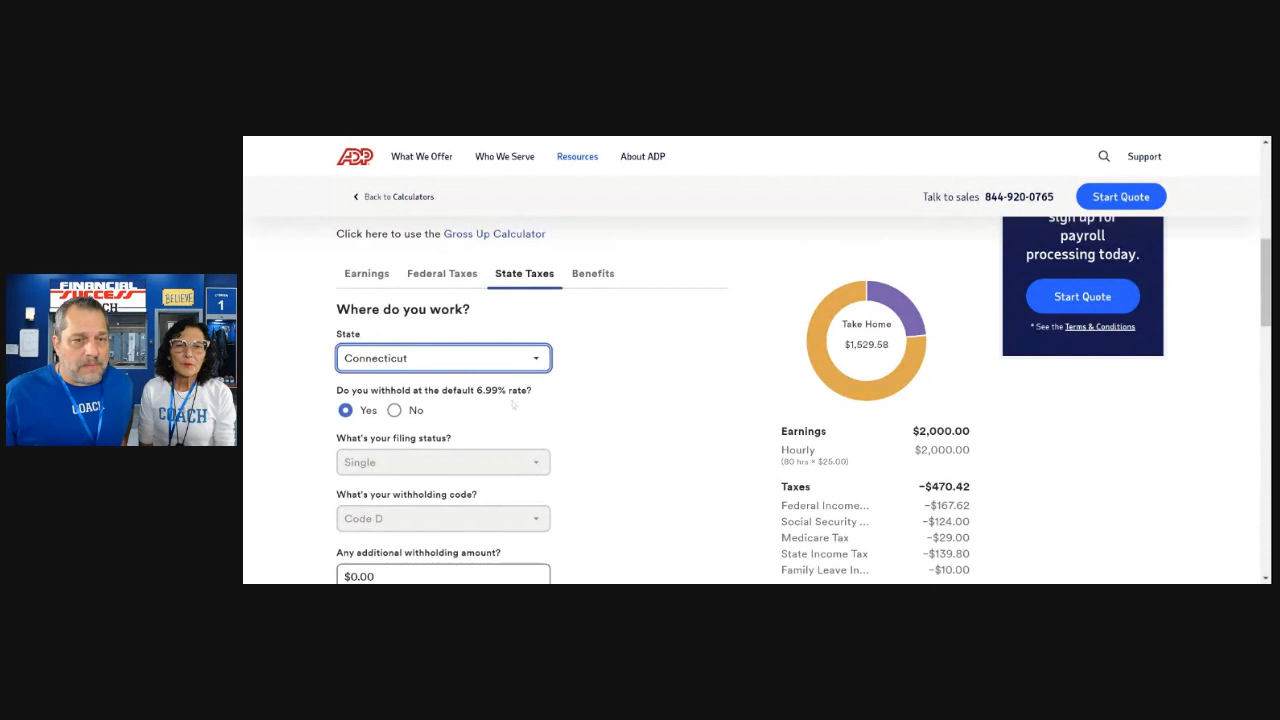 FINANCIAL
SUCCESS
COACH
BELIEVE
1
COACH
COACH
ADP
What We Offer
Who We Serve
Resources
About ADP
Support
Back to Calculators
Talk to sales 844-920-0765
Start Quote
Click here to use the Gross Up Calculator
sign up for
payroll
processing today.
Start Quote
* See the Terms & Conditions
Earnings
Federal Taxes
State Taxes
Benefits
Where do you work?
State
Connecticut
Do you withhold at the default 6.99% rate?
Yes
No
What's your filing status?
Single
What's your withholding code?
Code D
Any additional withholding amount?
$0.00
Take Home
$1,529.58
Earnings $2,000.00
Hourly $2,000.00
(80 hrs × $25.00)
Taxes −$470.42
Federal Income... −$167.62
Social Security ... −$124.00
Medicare Tax −$29.00
State Income Tax −$139.80
Family Leave In... −$10.00